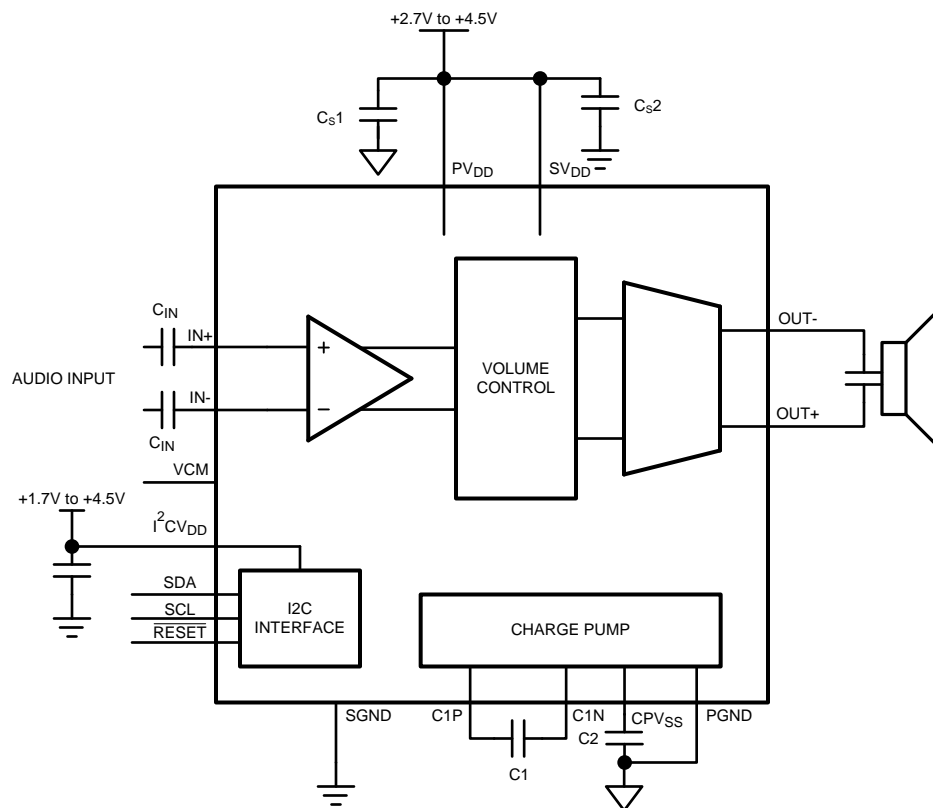 +2.7V to +4.5V
CS1
CS2
PVDD
SVDD
CIN
IN+
AUDIO INPUT
IN-
CIN
+
−
VOLUME
CONTROL
OUT-
OUT+
VCM
+1.7V to +4.5V
I2CVDD
SDA
SCL
RESET
I2C
INTERFACE
CHARGE PUMP
SGND
C1P
C1N
CPVSS
PGND
C1
C2